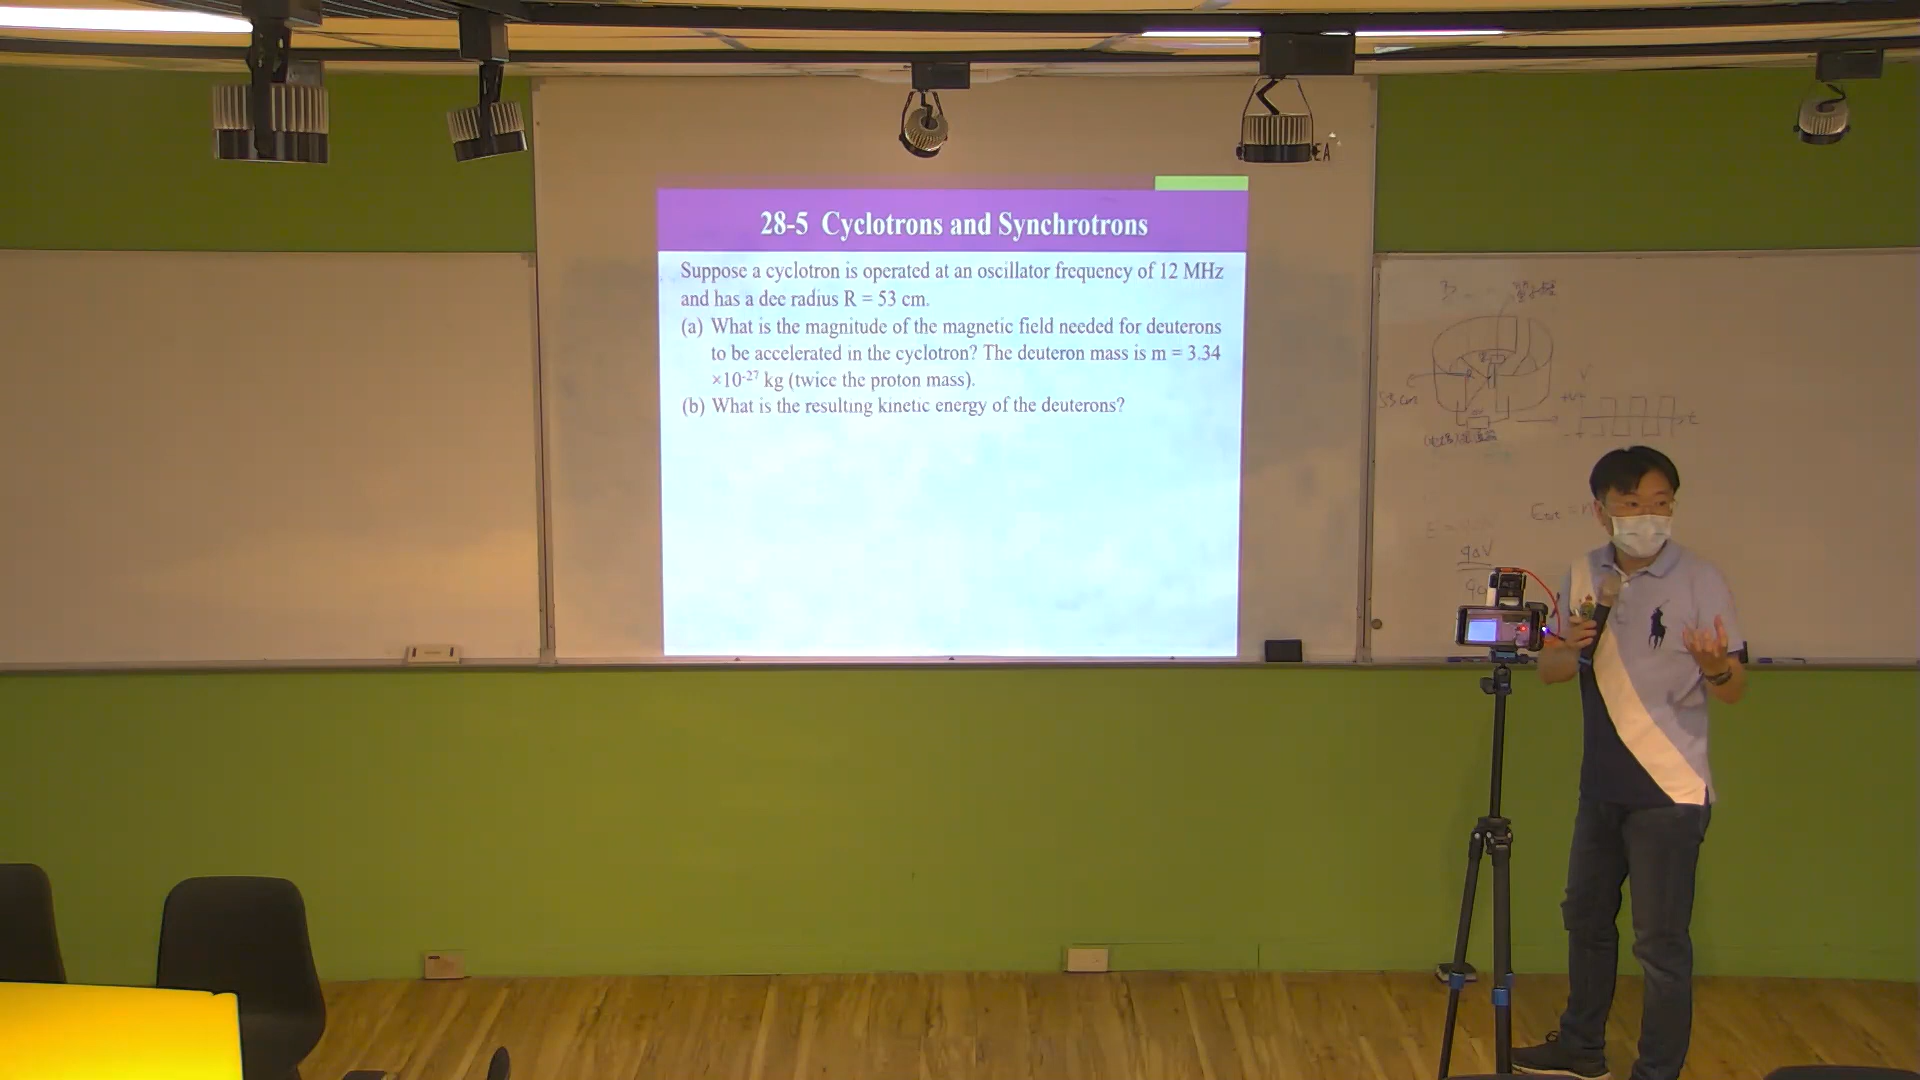 28-5 Cyclotrons and Synchrotrons
Suppose a cyclotron is operated at an oscillator frequency of 12 MHz
and has a dee radius R = 53 cm.
(a) What is the magnitude of the magnetic field needed for deuterons
to be accelerated in the cyclotron? The deuteron mass is m = 3.34
×10⁻²⁷ kg (twice the proton mass).
(b) What is the resulting kinetic energy of the deuterons?
EA
V
53 cm
t
qΔV